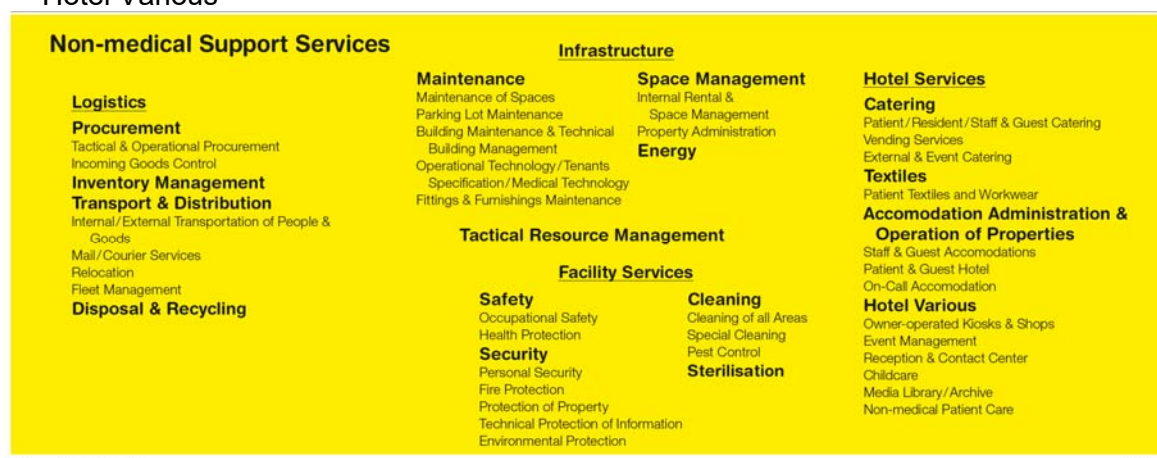 Hotel Various
Non-medical Support Services
Logistics
Procurement
Tactical & Operational Procurement
Incoming Goods Control
Inventory Management
Transport & Distribution
Internal/External Transportation of People &
Goods
Mail/Courier Services
Relocation
Fleet Management
Disposal & Recycling
Infrastructure
Maintenance
Maintenance of Spaces
Parking Lot Maintenance
Building Maintenance & Technical
Building Management
Operational Technology/Tenants
Specification/Medical Technology
Fittings & Furnishings Maintenance
Space Management
Internal Rental &
Space Management
Property Administration
Energy
Tactical Resource Management
Facility Services
Safety
Occupational Safety
Health Protection
Security
Personal Security
Fire Protection
Protection of Property
Technical Protection of Information
Environmental Protection
Cleaning
Cleaning of all Areas
Special Cleaning
Pest Control
Sterilisation
Hotel Services
Catering
Patient/Resident/Staff & Guest Catering
Vending Services
External & Event Catering
Textiles
Patient Textiles and Workwear
Accomodation Administration &
Operation of Properties
Staff & Guest Accomodations
Patient & Guest Hotel
On-Call Accomodation
Hotel Various
Owner-operated Kiosks & Shops
Event Management
Reception & Contact Center
Childcare
Media Library/Archive
Non-medical Patient Care